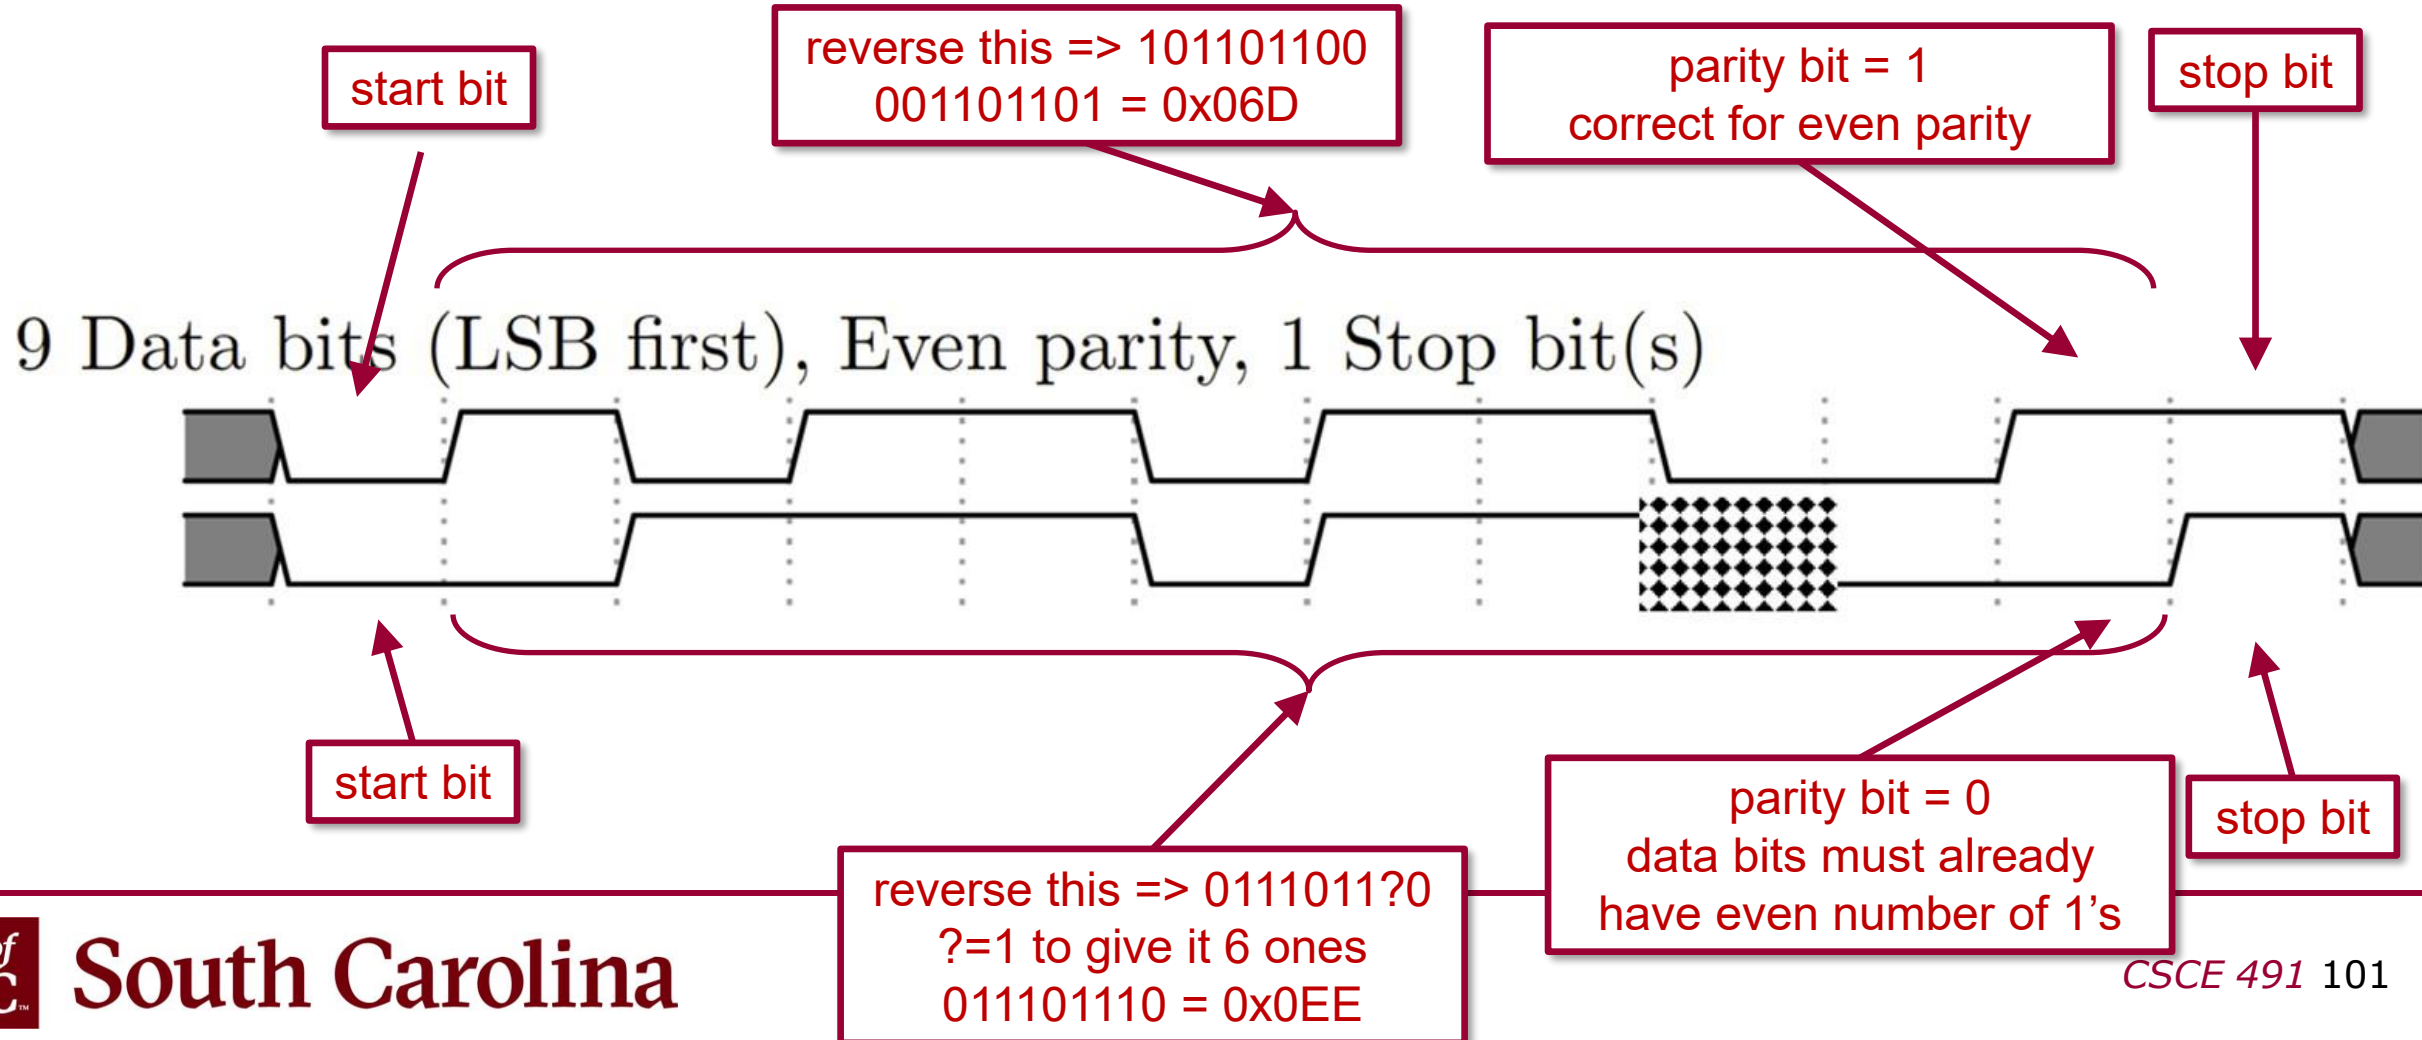 start bit
reverse this => 101101100
001101101 = 0x06D
parity bit = 1
correct for even parity
stop bit
9 Data bits (LSB first), Even parity, 1 Stop bit(s)
start bit
reverse this => 0111011?0
?=1 to give it 6 ones
011101110 = 0x0EE
parity bit = 0
data bits must already
have even number of 1's
stop bit
of
South Carolina
CSCE 491 101